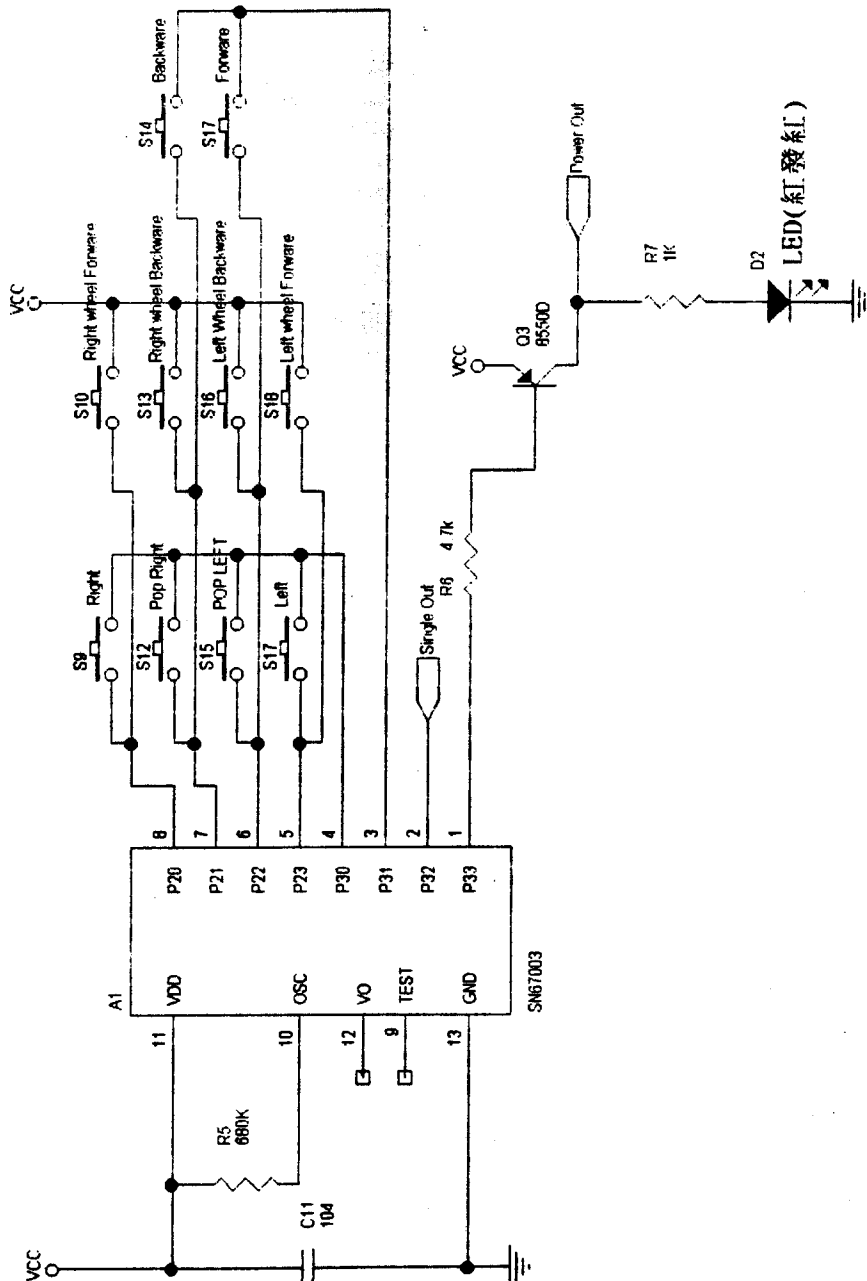 VCC
VCC
S14
Backware
S17
Forware
S10
Right wheel Forware
S13
Right wheel Backware
S16
Left Wheel Backware
S18
Left wheel Forware
S9
Right
S12
Pop Right
S15
POP LEFT
S17
Left
A1
VDD
OSC
VO
TEST
GND
11
10
12
9
13
P20
P21
P22
P23
P30
P31
P32
P33
8
7
6
5
4
3
2
1
SN67003
R5
680K
C11
104
Single Out
R6
4.7k
VCC
Q3
8550D
Power Out
R7
1K
D2
LED(紅發紅)